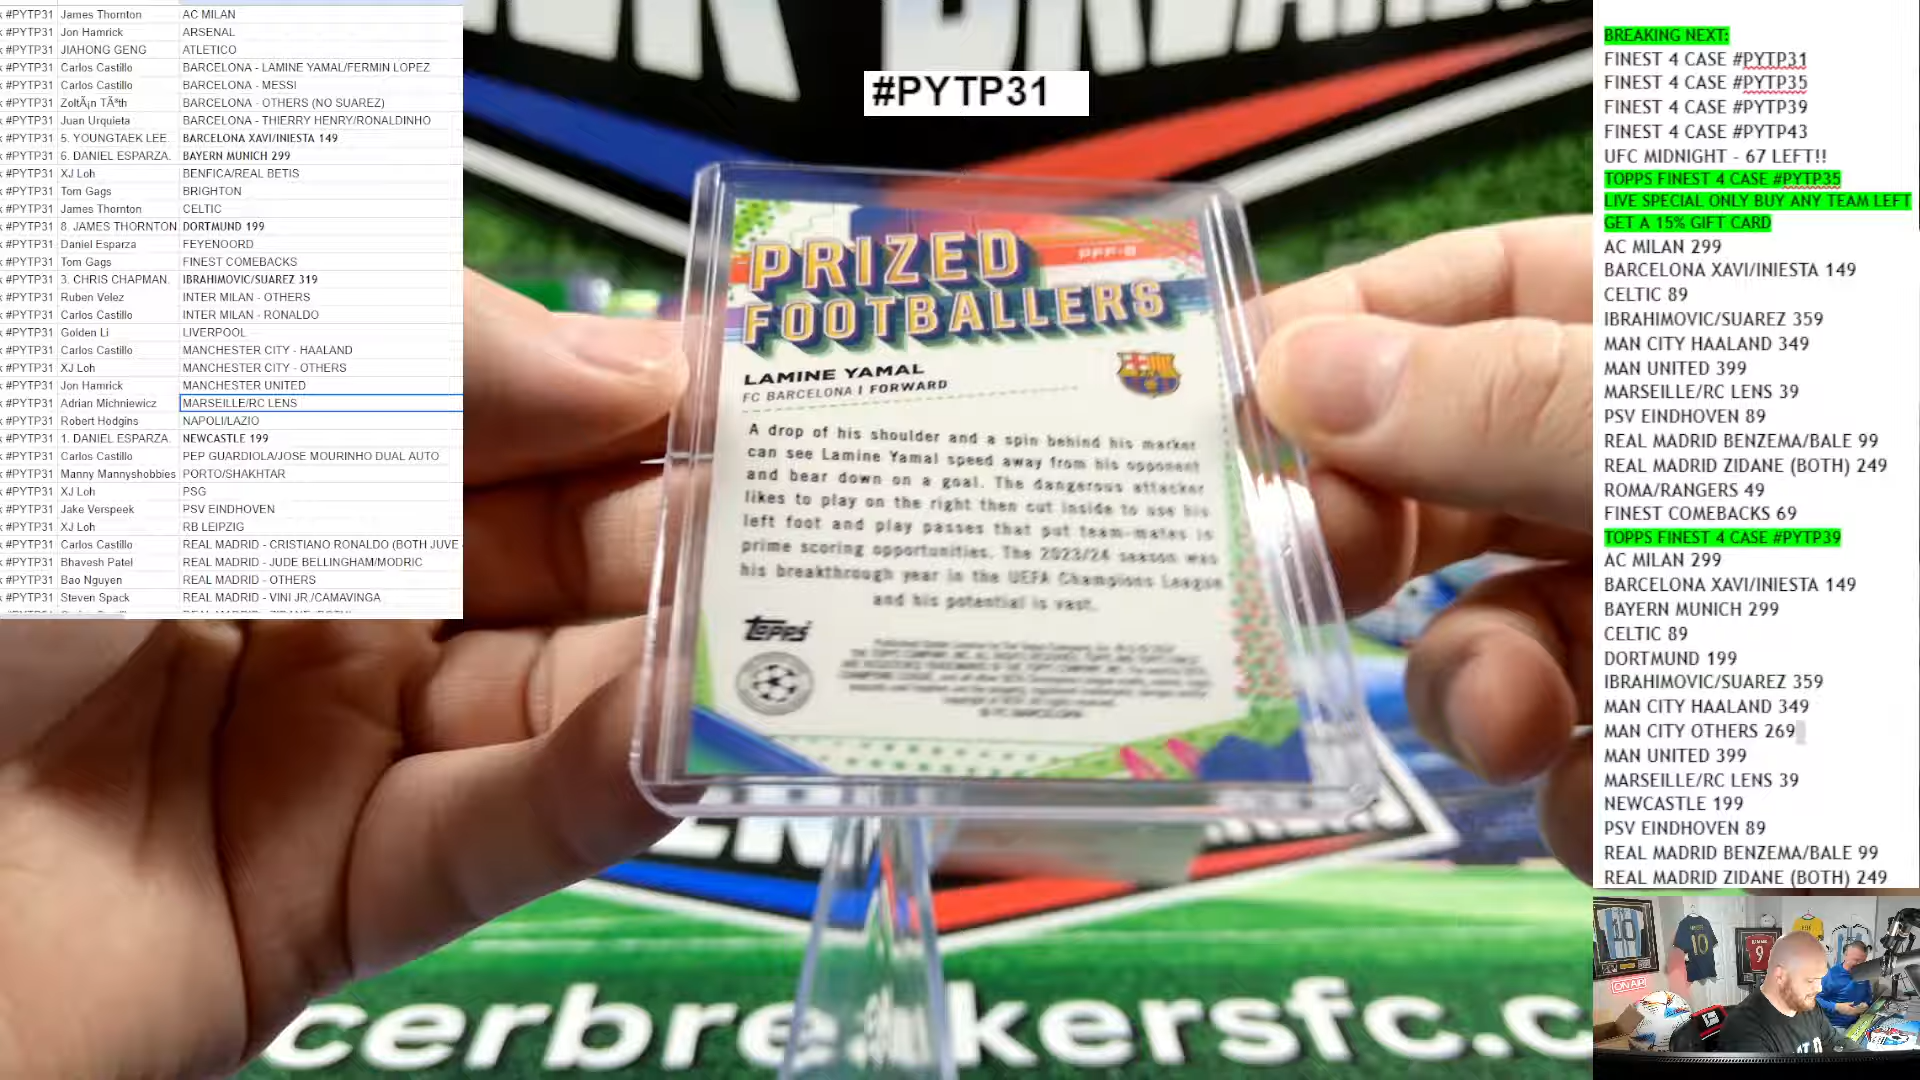 #PYTP31 James Thornton AC MILAN
#PYTP31 Jon Hamrick ARSENAL
#PYTP31 JIAHONG GENG ATLETICO
#PYTP31 Carlos Castillo BARCELONA - LAMINE YAMAL/FERMIN LOPEZ
#PYTP31 Carlos Castillo BARCELONA - MESSI
#PYTP31 BARCELONA - OTHERS (NO SUAREZ)
#PYTP31 Juan Urquieta BARCELONA - THIERRY HENRY/RONALDINHO
#PYTP31 5. YOUNGTAEK LEE. BARCELONA XAVI/INIESTA 149
#PYTP31 6. DANIEL ESPARZA. BAYERN MUNICH 299
#PYTP31 XJ Loh BENFICA/REAL BETIS
#PYTP31 Tom Gags BRIGHTON
#PYTP31 James Thornton CELTIC
#PYTP31 8. JAMES THORNTON DORTMUND 199
#PYTP31 Daniel Esparza FEYENOORD
#PYTP31 Tom Gags FINEST COMEBACKS
#PYTP31 3. CHRIS CHAPMAN. IBRAHIMOVIC/SUAREZ 319
#PYTP31 Ruben Velez INTER MILAN - OTHERS
#PYTP31 Carlos Castillo INTER MILAN - RONALDO
#PYTP31 Golden Li LIVERPOOL
#PYTP31 Carlos Castillo MANCHESTER CITY - HAALAND
#PYTP31 XJ Loh MANCHESTER CITY - OTHERS
#PYTP31 Jon Hamrick MANCHESTER UNITED
#PYTP31 Adrian Michniewicz MARSEILLE/RC LENS
#PYTP31 Robert Hodgins NAPOLI/LAZIO
#PYTP31 1. DANIEL ESPARZA. NEWCASTLE 199
#PYTP31 Carlos Castillo PEP GUARDIOLA/JOSE MOURINHO DUAL AUTO
#PYTP31 Manny Mannyshobbies PORTO/SHAKHTAR
#PYTP31 XJ Loh PSG
#PYTP31 Jake Verspeek PSV EINDHOVEN
#PYTP31 XJ Loh RB LEIPZIG
#PYTP31 Carlos Castillo REAL MADRID - CRISTIANO RONALDO (BOTH JUVE
#PYTP31 Bhavesh Patel REAL MADRID - JUDE BELLINGHAM/MODRIC
#PYTP31 Bao Nguyen REAL MADRID - OTHERS
#PYTP31 Steven Spack REAL MADRID - VINI JR./CAMAVINGA
#PYTP31
PRIZED
FOOTBALLERS
PFF-8
LAMINE YAMAL
FC BARCELONA I FORWARD
A drop of his shoulder and a spin behind his marker
can see Lamine Yamal speed away from his opponent
and bear down on a goal. The dangerous attacker
likes to play on the right then cut inside to use his
left foot and play passes that put team-mates in
prime scoring opportunities. The 2023/24 season was
his breakthrough year in the UEFA Champions League
and his potential is vast.
TOPPS
cerbreakersfc.c
BREAKING NEXT:
FINEST 4 CASE #PYTP31
FINEST 4 CASE #PYTP35
FINEST 4 CASE #PYTP39
FINEST 4 CASE #PYTP43
UFC MIDNIGHT - 67 LEFT!!
TOPPS FINEST 4 CASE #PYTP35
LIVE SPECIAL ONLY BUY ANY TEAM LEFT
GET A 15% GIFT CARD
AC MILAN 299
BARCELONA XAVI/INIESTA 149
CELTIC 89
IBRAHIMOVIC/SUAREZ 359
MAN CITY HAALAND 349
MAN UNITED 399
MARSEILLE/RC LENS 39
PSV EINDHOVEN 89
REAL MADRID BENZEMA/BALE 99
REAL MADRID ZIDANE (BOTH) 249
ROMA/RANGERS 49
FINEST COMEBACKS 69
TOPPS FINEST 4 CASE #PYTP39
AC MILAN 299
BARCELONA XAVI/INIESTA 149
BAYERN MUNICH 299
CELTIC 89
DORTMUND 199
IBRAHIMOVIC/SUAREZ 359
MAN CITY HAALAND 349
MAN CITY OTHERS 269
MAN UNITED 399
MARSEILLE/RC LENS 39
NEWCASTLE 199
PSV EINDHOVEN 89
REAL MADRID BENZEMA/BALE 99
REAL MADRID ZIDANE (BOTH) 249
ON AIR